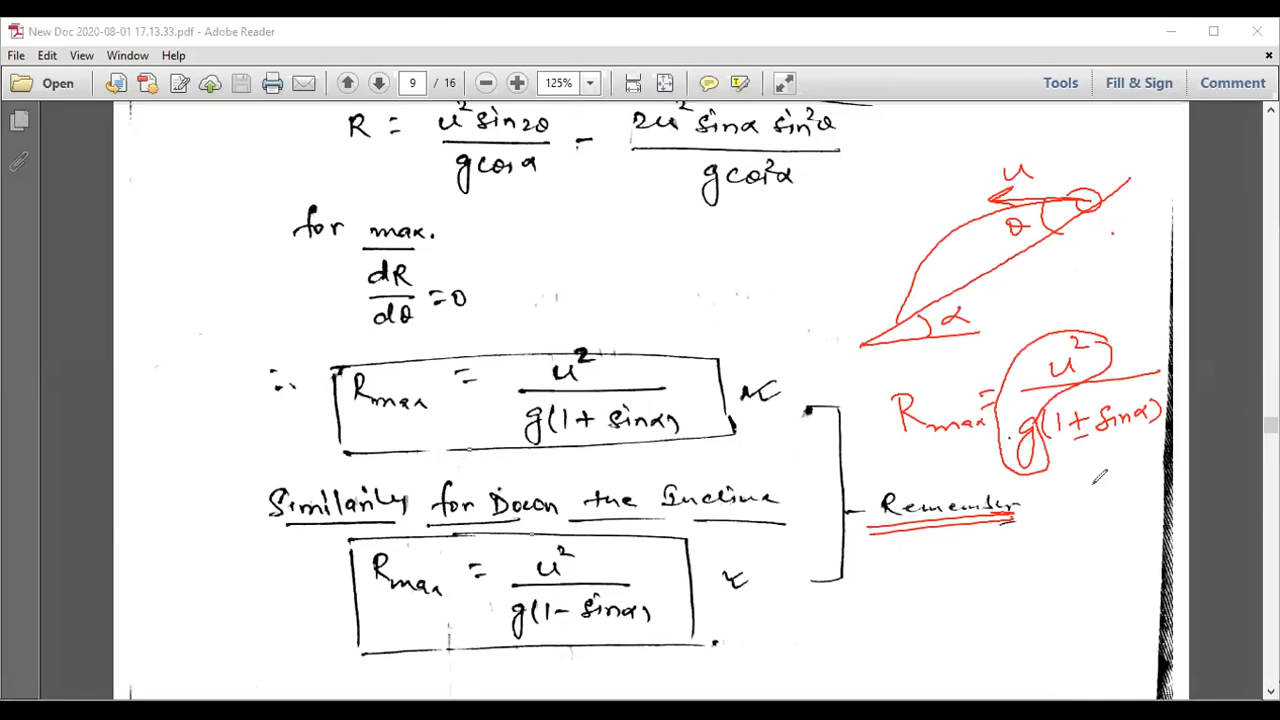 New Doc 2020-08-01 17.13.33.pdf - Adobe Reader
File Edit View Window Help
Open 9 / 16 125% Tools Fill & Sign Comment
R = u² sin2θ / g cosα - 2u² sinα sin²θ / g cos²α
for max.
dR/dθ = 0
∴ Rmax = u² / g(1 + sinα)
Similarily for Down the Incline
Rmax = u² / g(1 - sinα)
Remember
u
θ
α
Rmax = u² / g(1 ± sinα)